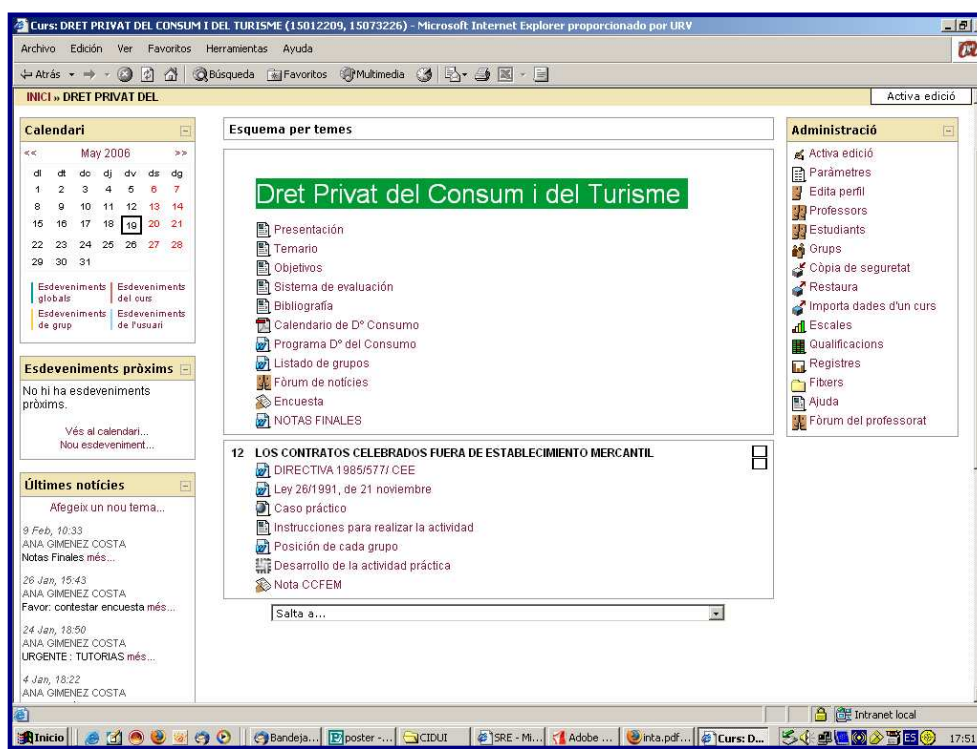 Curs: DRET PRIVAT DEL CONSUM I DEL TURISME (15012209, 15073226) - Microsoft Internet Explorer proporcionado por URV
Archivo Edición Ver Favoritos Herramientas Ayuda
Atrás Búsqueda Favoritos Multimedia
INICI » DRET PRIVAT DEL
Activa edició
Calendari
<< May 2006 >>
dl dt dc dj dv ds dg
1 2 3 4 5 6 7
8 9 10 11 12 13 14
15 16 17 18 19 20 21
22 23 24 25 26 27 28
29 30 31
Esdeveniments globals
Esdeveniments del curs
Esdeveniments de grup
Esdeveniments de l'usuari
Esdeveniments pròxims
No hi ha esdeveniments
pròxims.
Vés al calendari...
Nou esdeveniment...
Últimes notícies
Afegeix un nou tema...
9 Feb, 10:33
ANA GIMENEZ COSTA
Notas Finales més...
26 Jan, 15:43
ANA GIMENEZ COSTA
Favor: contestar encuesta més...
24 Jan, 18:50
ANA GIMENEZ COSTA
URGENTE : TUTORIAS més...
4 Jan, 18:22
ANA GIMENEZ COSTA
Esquema per temes
Dret Privat del Consum i del Turisme
Presentación
Temario
Objetivos
Sistema de evaluación
Bibliografía
Calendario de Dº Consumo
Programa Dº del Consumo
Listado de grupos
Fòrum de notícies
Encuesta
NOTAS FINALES
12 LOS CONTRATOS CELEBRADOS FUERA DE ESTABLECIMIENTO MERCANTIL
DIRECTIVA 1985/577/ CEE
Ley 26/1991, de 21 noviembre
Caso práctico
Instrucciones para realizar la actividad
Posición de cada grupo
Desarrollo de la actividad práctica
Nota CCFEM
Salta a...
Administració
Activa edició
Paràmetres
Edita perfil
Professors
Estudiants
Grups
Còpia de seguretat
Restaura
Importa dades d'un curs
Escales
Qualificacions
Registres
Fitxers
Ajuda
Fòrum del professorat
Intranet local
Inicio
Bandeja...
poster -...
CIDUI
SRE - Mi...
Adobe ...
inta.pdf...
Curs: D...
ES
17:51